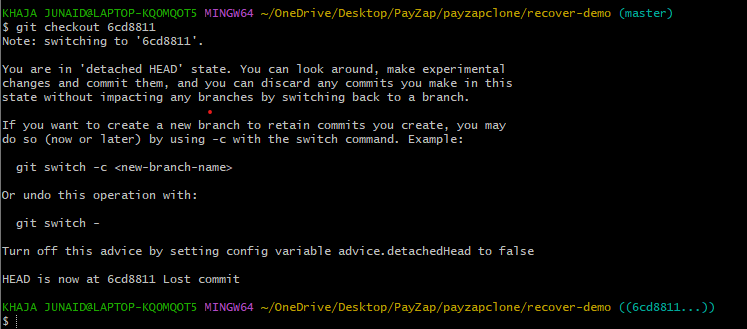 KHAJA JUNAID@LAPTOP-KQOMQOT5 MINGW64 ~/OneDrive/Desktop/PayZap/payzapclone/recover-demo (master)
$ git checkout 6cd8811
Note: switching to '6cd8811'.
You are in 'detached HEAD' state. You can look around, make experimental
changes and commit them, and you can discard any commits you make in this
state without impacting any branches by switching back to a branch.
If you want to create a new branch to retain commits you create, you may
do so (now or later) by using -c with the switch command. Example:
git switch -c <new-branch-name>
Or undo this operation with:
git switch -
Turn off this advice by setting config variable advice.detachedHead to false
HEAD is now at 6cd8811 Lost commit
KHAJA JUNAID@LAPTOP-KQOMQOT5 MINGW64 ~/OneDrive/Desktop/PayZap/payzapclone/recover-demo ((6cd8811...))
$